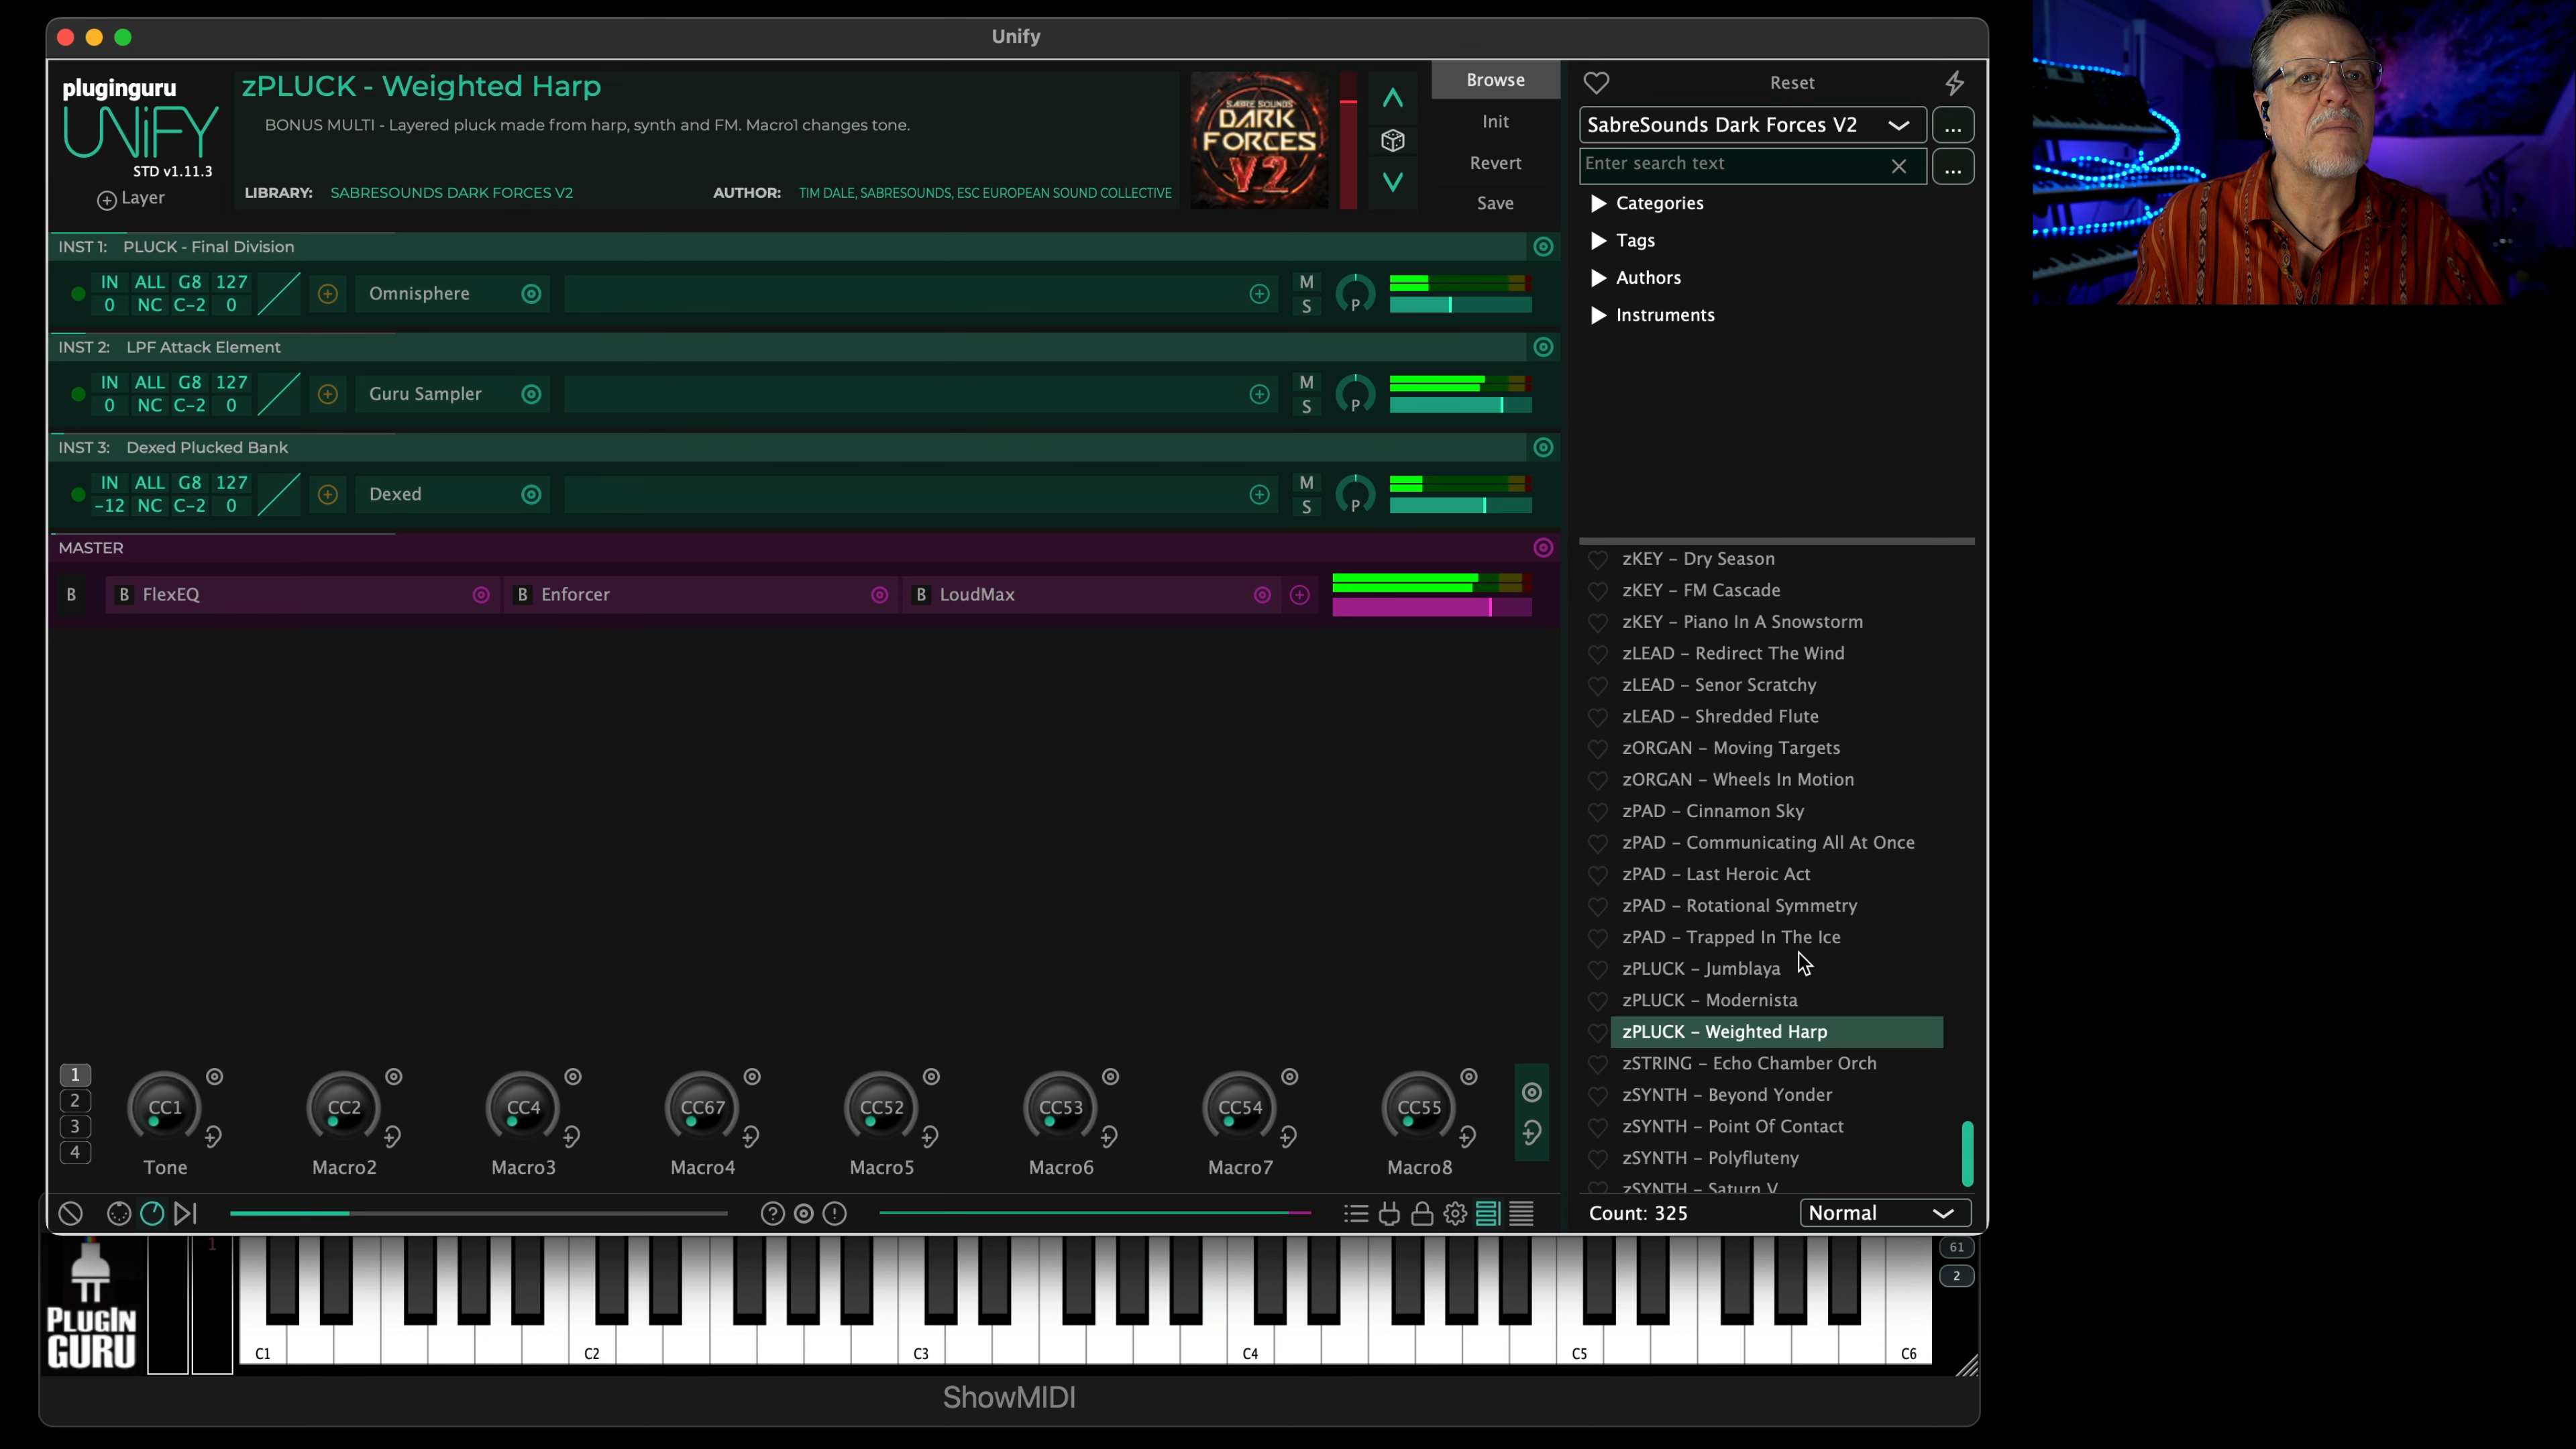 Unify
pluginguru
UNiFY
STD v1.11.3
Layer
zPLUCK - Weighted Harp
BONUS MULTI - Layered pluck made from harp, synth and FM. Macro1 changes tone.
LIBRARY: SABRESOUNDS DARK FORCES V2
AUTHOR: TIM DALE, SABRESOUNDS, ESC EUROPEAN SOUND COLLECTIVE
SABRE SOUNDS
DARK
FORCES
V2
Browse
Init
Revert
Save
Reset
SabreSounds Dark Forces V2
...
Enter search text
...
Categories
Tags
Authors
Instruments
INST 1: PLUCK - Final Division
IN ALL G8 127
0 NC C-2 0
Omnisphere
M
S
P
INST 2: LPF Attack Element
IN ALL G8 127
0 NC C-2 0
Guru Sampler
M
S
P
INST 3: Dexed Plucked Bank
IN ALL G8 127
-12 NC C-2 0
Dexed
M
S
P
MASTER
B B FlexEQ B Enforcer B LoudMax
zKEY – Dry Season
zKEY – FM Cascade
zKEY – Piano In A Snowstorm
zLEAD – Redirect The Wind
zLEAD – Senor Scratchy
zLEAD – Shredded Flute
zORGAN – Moving Targets
zORGAN – Wheels In Motion
zPAD – Cinnamon Sky
zPAD – Communicating All At Once
zPAD – Last Heroic Act
zPAD – Rotational Symmetry
zPAD – Trapped In The Ice
zPLUCK – Jumblaya
zPLUCK – Modernista
zPLUCK – Weighted Harp
zSTRING – Echo Chamber Orch
zSYNTH – Beyond Yonder
zSYNTH – Point Of Contact
zSYNTH – Polyfluteny
zSYNTH – Saturn V
Count: 325
Normal
1
2
3
4
CC1 CC2 CC4 CC67 CC52 CC53 CC54 CC55
Tone Macro2 Macro3 Macro4 Macro5 Macro6 Macro7 Macro8
PLUGIN
GURU
1
C1 C2 C3 C4 C5 C6
61
2
ShowMIDI